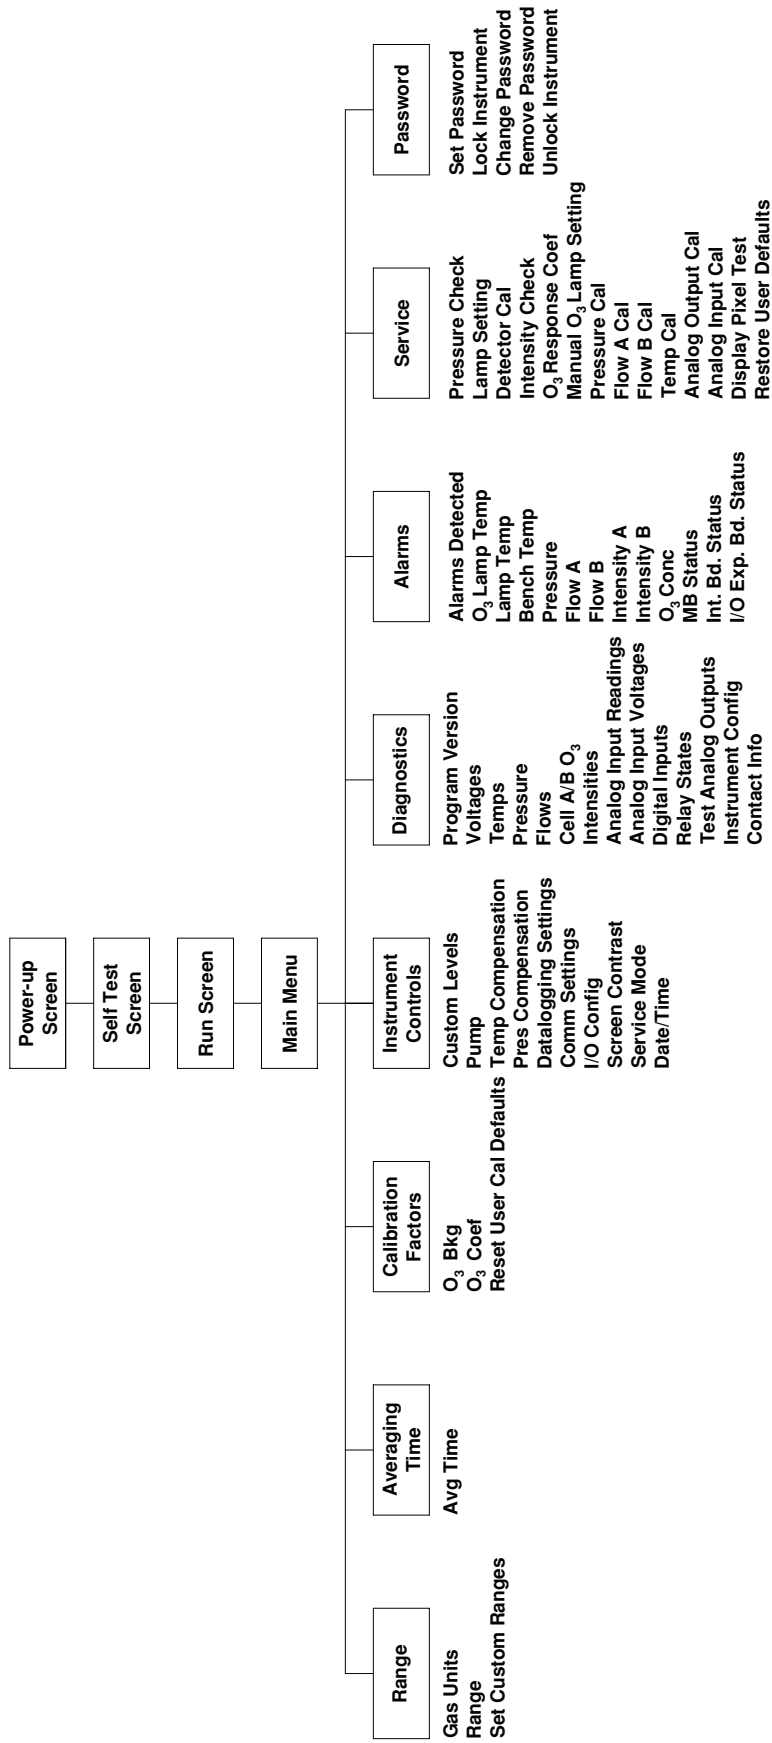 Power-up
Screen
Self Test
Screen
Run Screen
Main Menu
Range
Gas Units
Range
Set Custom Ranges
Averaging
Time
Avg Time
Calibration
Factors
O₃ Bkg
O₃ Coef
Reset User Cal Defaults
Instrument
Controls
Custom Levels
Pump
Temp Compensation
Pres Compensation
Datalogging Settings
Comm Settings
I/O Config
Screen Contrast
Service Mode
Date/Time
Diagnostics
Program Version
Voltages
Temps
Pressure
Flows
Cell A/B O₃
Intensities
Analog Input Readings
Analog Input Voltages
Digital Inputs
Relay States
Test Analog Outputs
Instrument Config
Contact Info
Alarms
Alarms Detected
O₃ Lamp Temp
Lamp Temp
Bench Temp
Pressure
Flow A
Flow B
Intensity A
Intensity B
O₃ Conc
MB Status
Int. Bd. Status
I/O Exp. Bd. Status
Service
Pressure Check
Lamp Setting
Detector Cal
Intensity Check
O₃ Response Coef
Manual O₃ Lamp Setting
Pressure Cal
Flow A Cal
Flow B Cal
Temp Cal
Analog Output Cal
Analog Input Cal
Display Pixel Test
Restore User Defaults
Password
Set Password
Lock Instrument
Change Password
Remove Password
Unlock Instrument